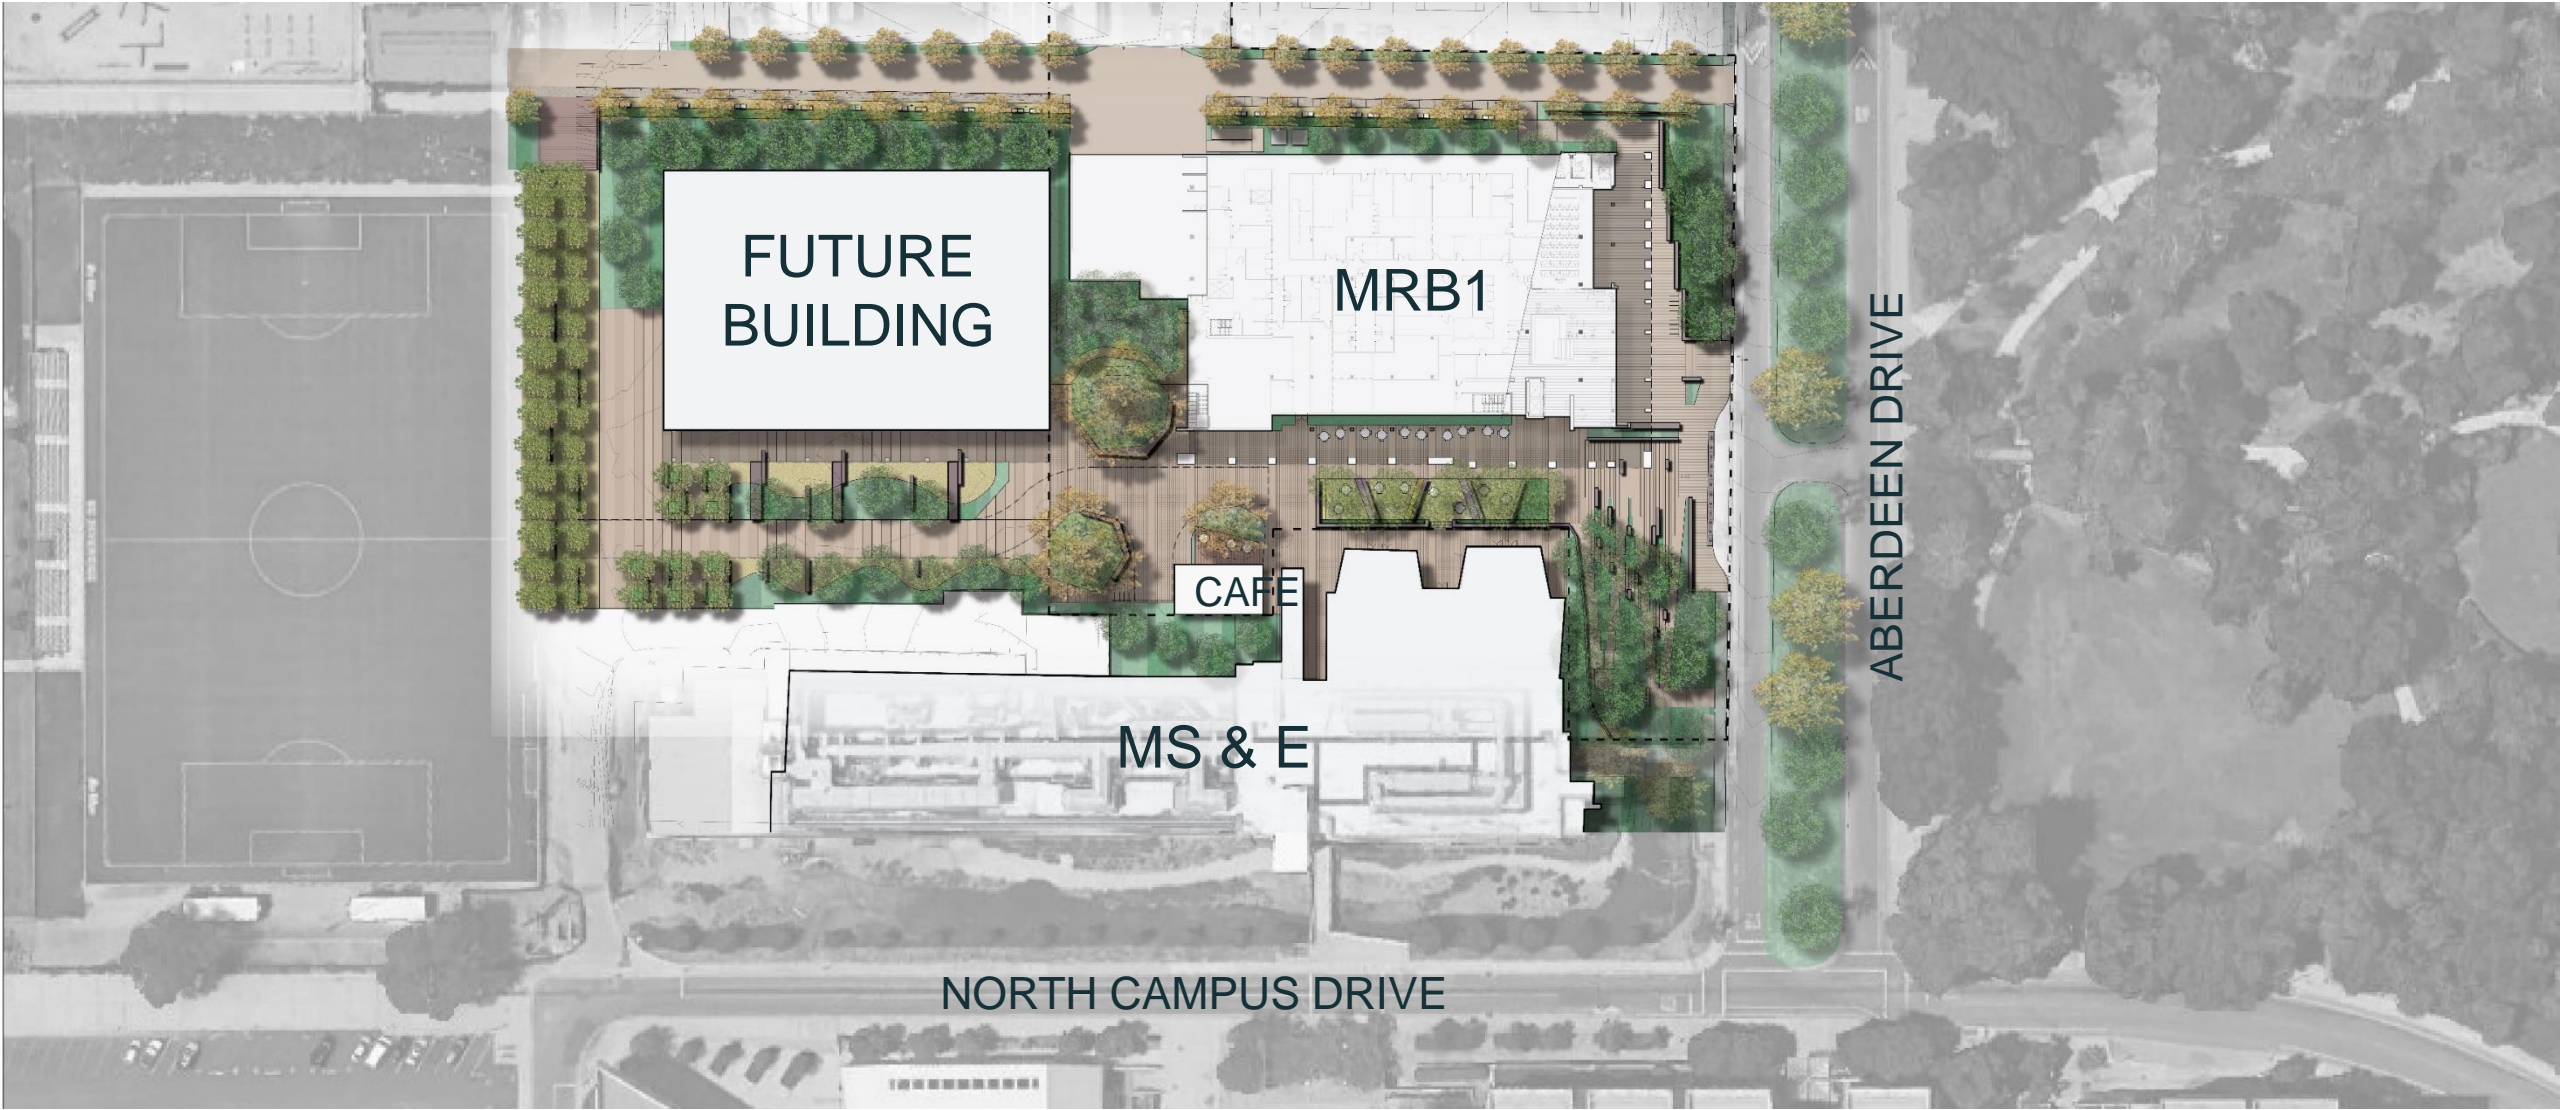 FUTURE
BUILDING
MRB1
CAFE
MS & E
ABERDEEN DRIVE
NORTH CAMPUS DRIVE